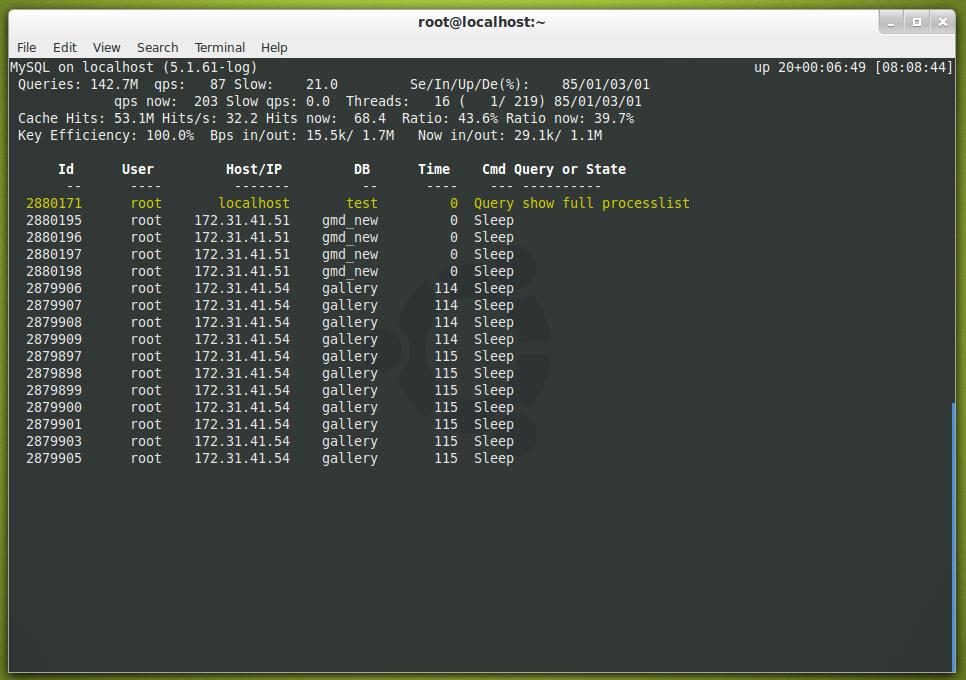 root@localhost:~
File Edit View Search Terminal Help
MySQL on localhost (5.1.61-log) up 20+00:06:49 [08:08:44]
Queries: 142.7M qps: 87 Slow: 21.0 Se/In/Up/De(%): 85/01/03/01
qps now: 203 Slow qps: 0.0 Threads: 16 ( 1/ 219) 85/01/03/01
Cache Hits: 53.1M Hits/s: 32.2 Hits now: 68.4 Ratio: 43.6% Ratio now: 39.7%
Key Efficiency: 100.0% Bps in/out: 15.5k/ 1.7M Now in/out: 29.1k/ 1.1M
Id User Host/IP DB Time Cmd Query or State
-- ---- ------- -- ---- --- ----------
2880171 root localhost test 0 Query show full processlist
2880195 root 172.31.41.51 gmd_new 0 Sleep
2880196 root 172.31.41.51 gmd_new 0 Sleep
2880197 root 172.31.41.51 gmd_new 0 Sleep
2880198 root 172.31.41.51 gmd_new 0 Sleep
2879906 root 172.31.41.54 gallery 114 Sleep
2879907 root 172.31.41.54 gallery 114 Sleep
2879908 root 172.31.41.54 gallery 114 Sleep
2879909 root 172.31.41.54 gallery 114 Sleep
2879897 root 172.31.41.54 gallery 115 Sleep
2879898 root 172.31.41.54 gallery 115 Sleep
2879899 root 172.31.41.54 gallery 115 Sleep
2879900 root 172.31.41.54 gallery 115 Sleep
2879901 root 172.31.41.54 gallery 115 Sleep
2879903 root 172.31.41.54 gallery 115 Sleep
2879905 root 172.31.41.54 gallery 115 Sleep